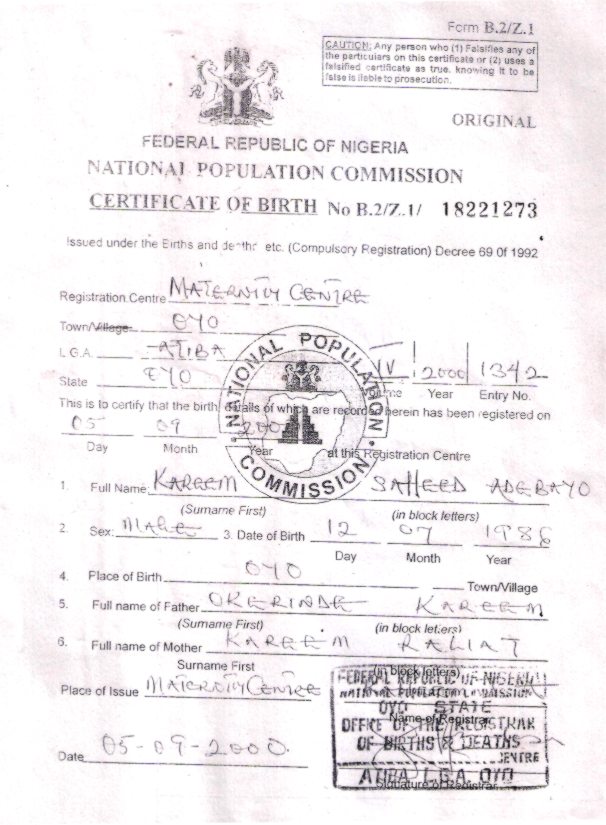 Form B.2/Z.1
CAUTION: Any person who (1) Falsifies any of
the particulars on this certificate or (2) uses a
falsified certificate as true, knowing it to be
false is liable to prosecution.
ORIGINAL
FEDERAL REPUBLIC OF NIGERIA
NATIONAL POPULATION COMMISSION
CERTIFICATE OF BIRTH No B.2/Z.1/ 18221273
Issued under the Births and deaths etc. (Compulsory Registration) Decree 69 0f 1992
Registration Centre MATERNITY CENTRE
Town/Village OYO
L.G.A. ATIBA
IV 2000 1342
State OYO
Year Entry No.
This is to certify that the birth details of which are recorded herein has been registered on
05 09 200
Day Month Year at this Registration Centre
NATIONAL POPULATION COMMISSION
1. Full Name KAREEM SAHEED ADEBAYO
(Surname First) (in block letters)
2. Sex: MALE 3. Date of Birth 12 07 1986
Day Month Year
4. Place of Birth OYO Town/Village
5. Full name of Father OKERINDE KAREEM
(Surname First) (in block letters)
6. Full name of Mother KAREEM RALIAT
Surname First (in block letters)
Place of Issue MATERNITY CENTRE
FEDERAL REPUBLIC OF NIGERIA
NATIONAL POPULATION COMMISSION
OYO STATE
Name of Registrar
OFFICE OF THE REGISTRAR
OF BIRTHS & DEATHS
CENTRE
Date 05-09-2000
ATIBA L.G.A OYO
Signature of Registrar